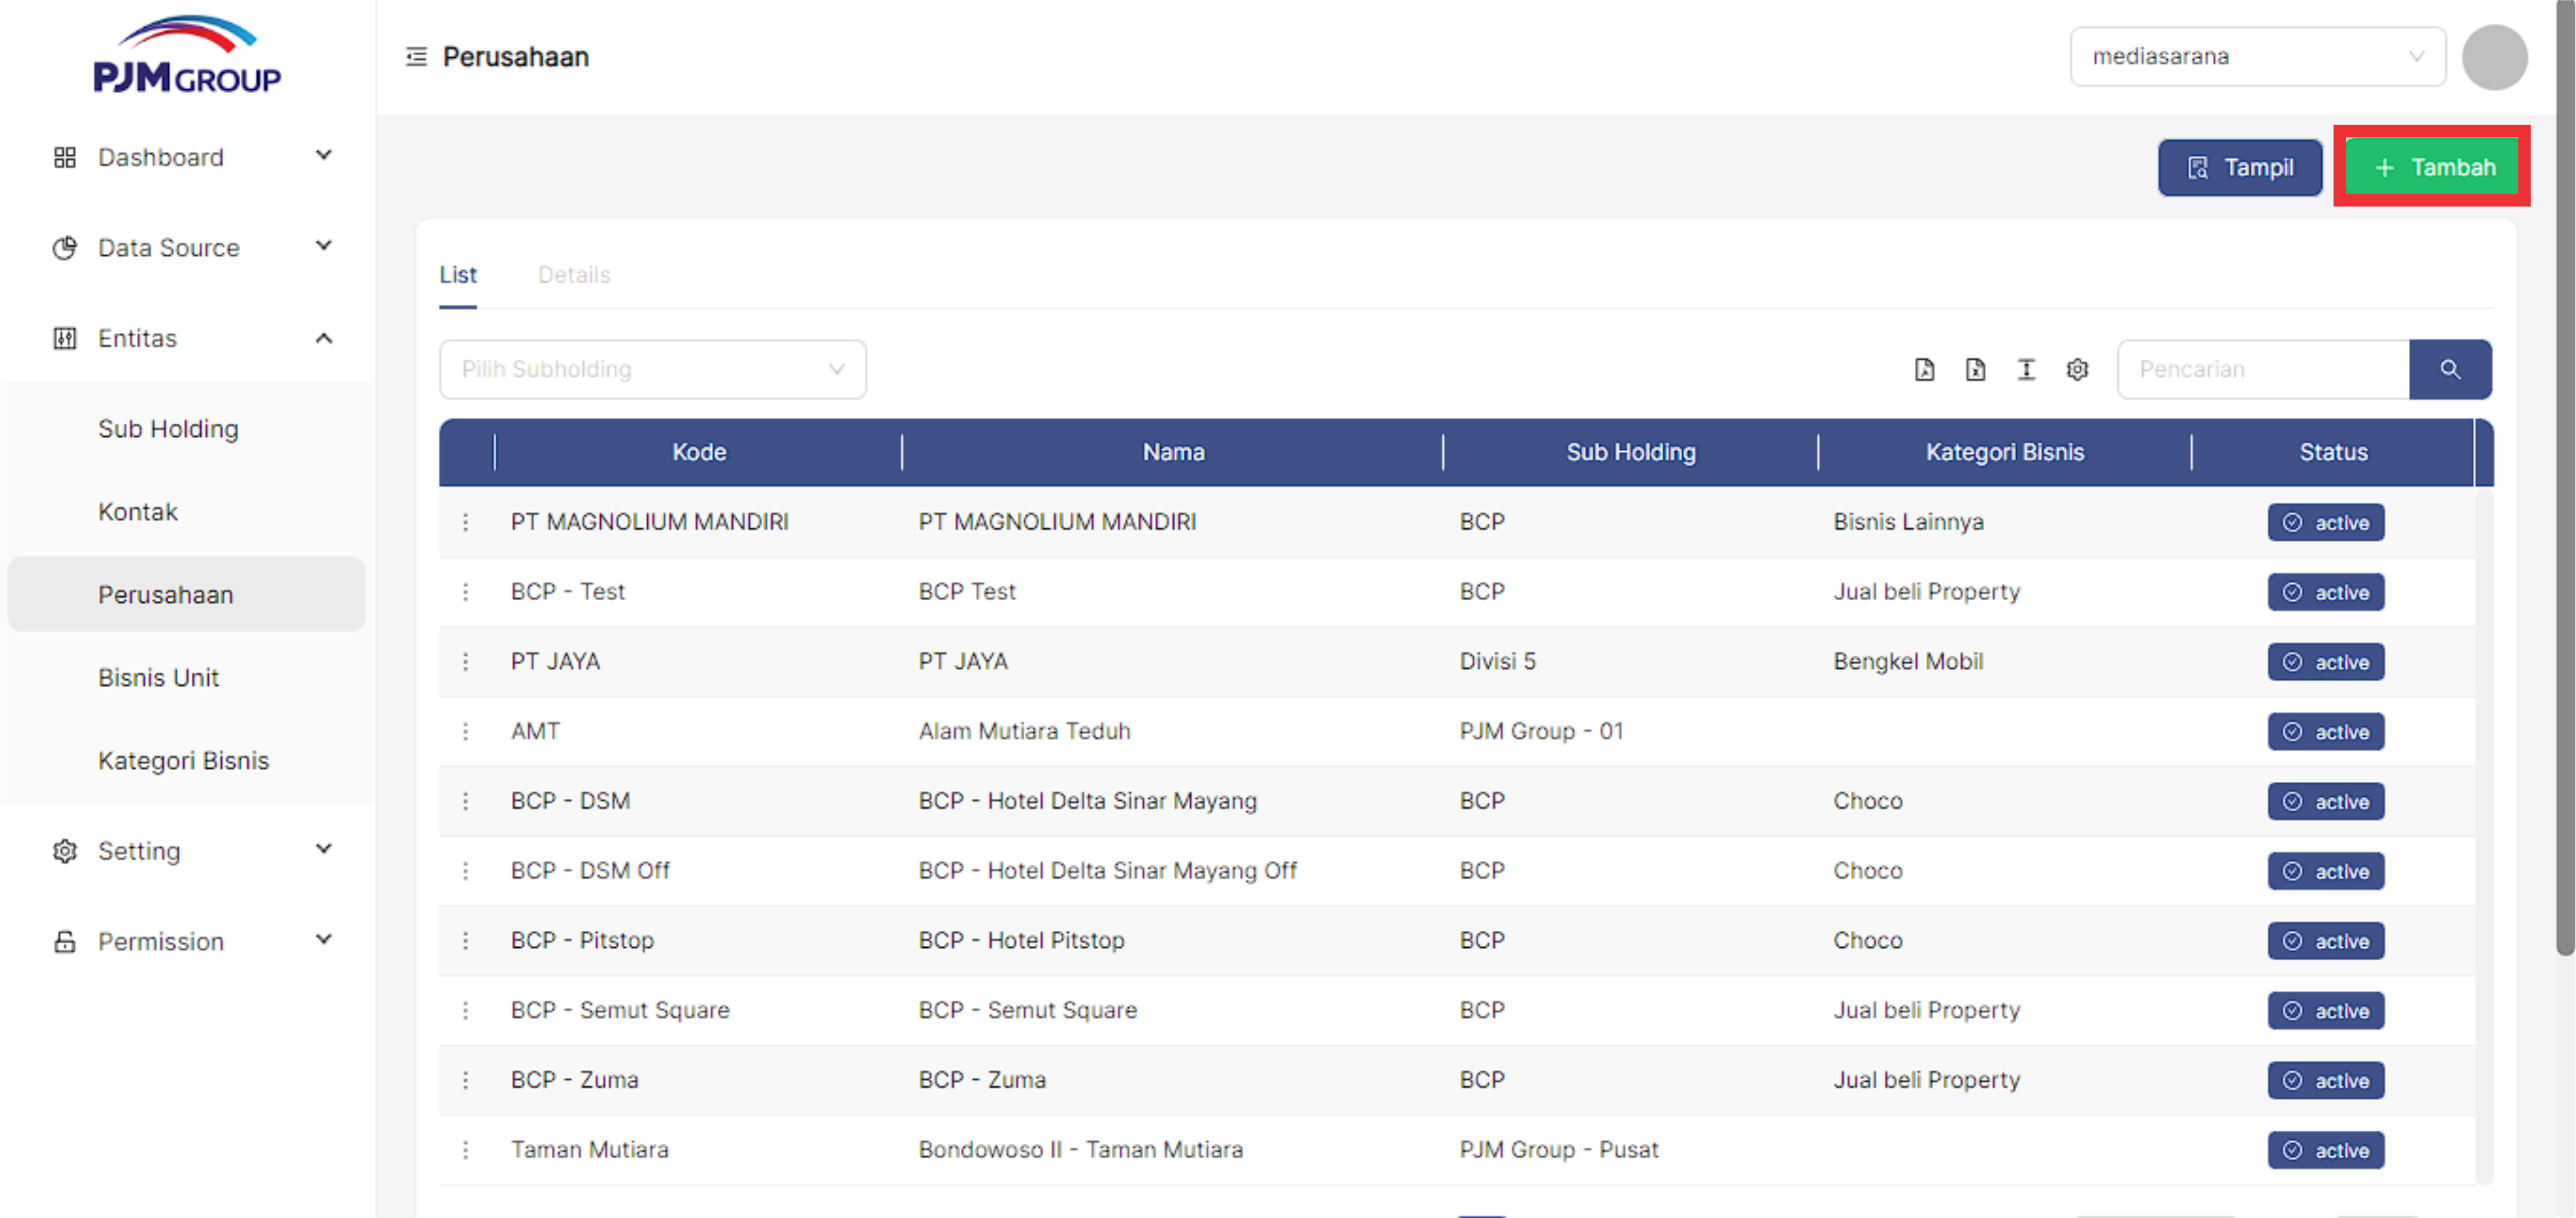 PJM GROUP
Dashboard
Data Source
Entitas
Sub Holding
Kontak
Perusahaan
Bisnis Unit
Kategori Bisnis
Setting
Permission
Perusahaan
mediasarana
Tampil
+ Tambah
List Details
Pilih Subholding
Pencarian
Kode Nama Sub Holding Kategori Bisnis Status
PT MAGNOLIUM MANDIRI PT MAGNOLIUM MANDIRI BCP Bisnis Lainnya active
BCP - Test BCP Test BCP Jual beli Property active
PT JAYA PT JAYA Divisi 5 Bengkel Mobil active
AMT Alam Mutiara Teduh PJM Group - 01 active
BCP - DSM BCP - Hotel Delta Sinar Mayang BCP Choco active
BCP - DSM Off BCP - Hotel Delta Sinar Mayang Off BCP Choco active
BCP - Pitstop BCP - Hotel Pitstop BCP Choco active
BCP - Semut Square BCP - Semut Square BCP Jual beli Property active
BCP - Zuma BCP - Zuma BCP Jual beli Property active
Taman Mutiara Bondowoso II - Taman Mutiara PJM Group - Pusat active